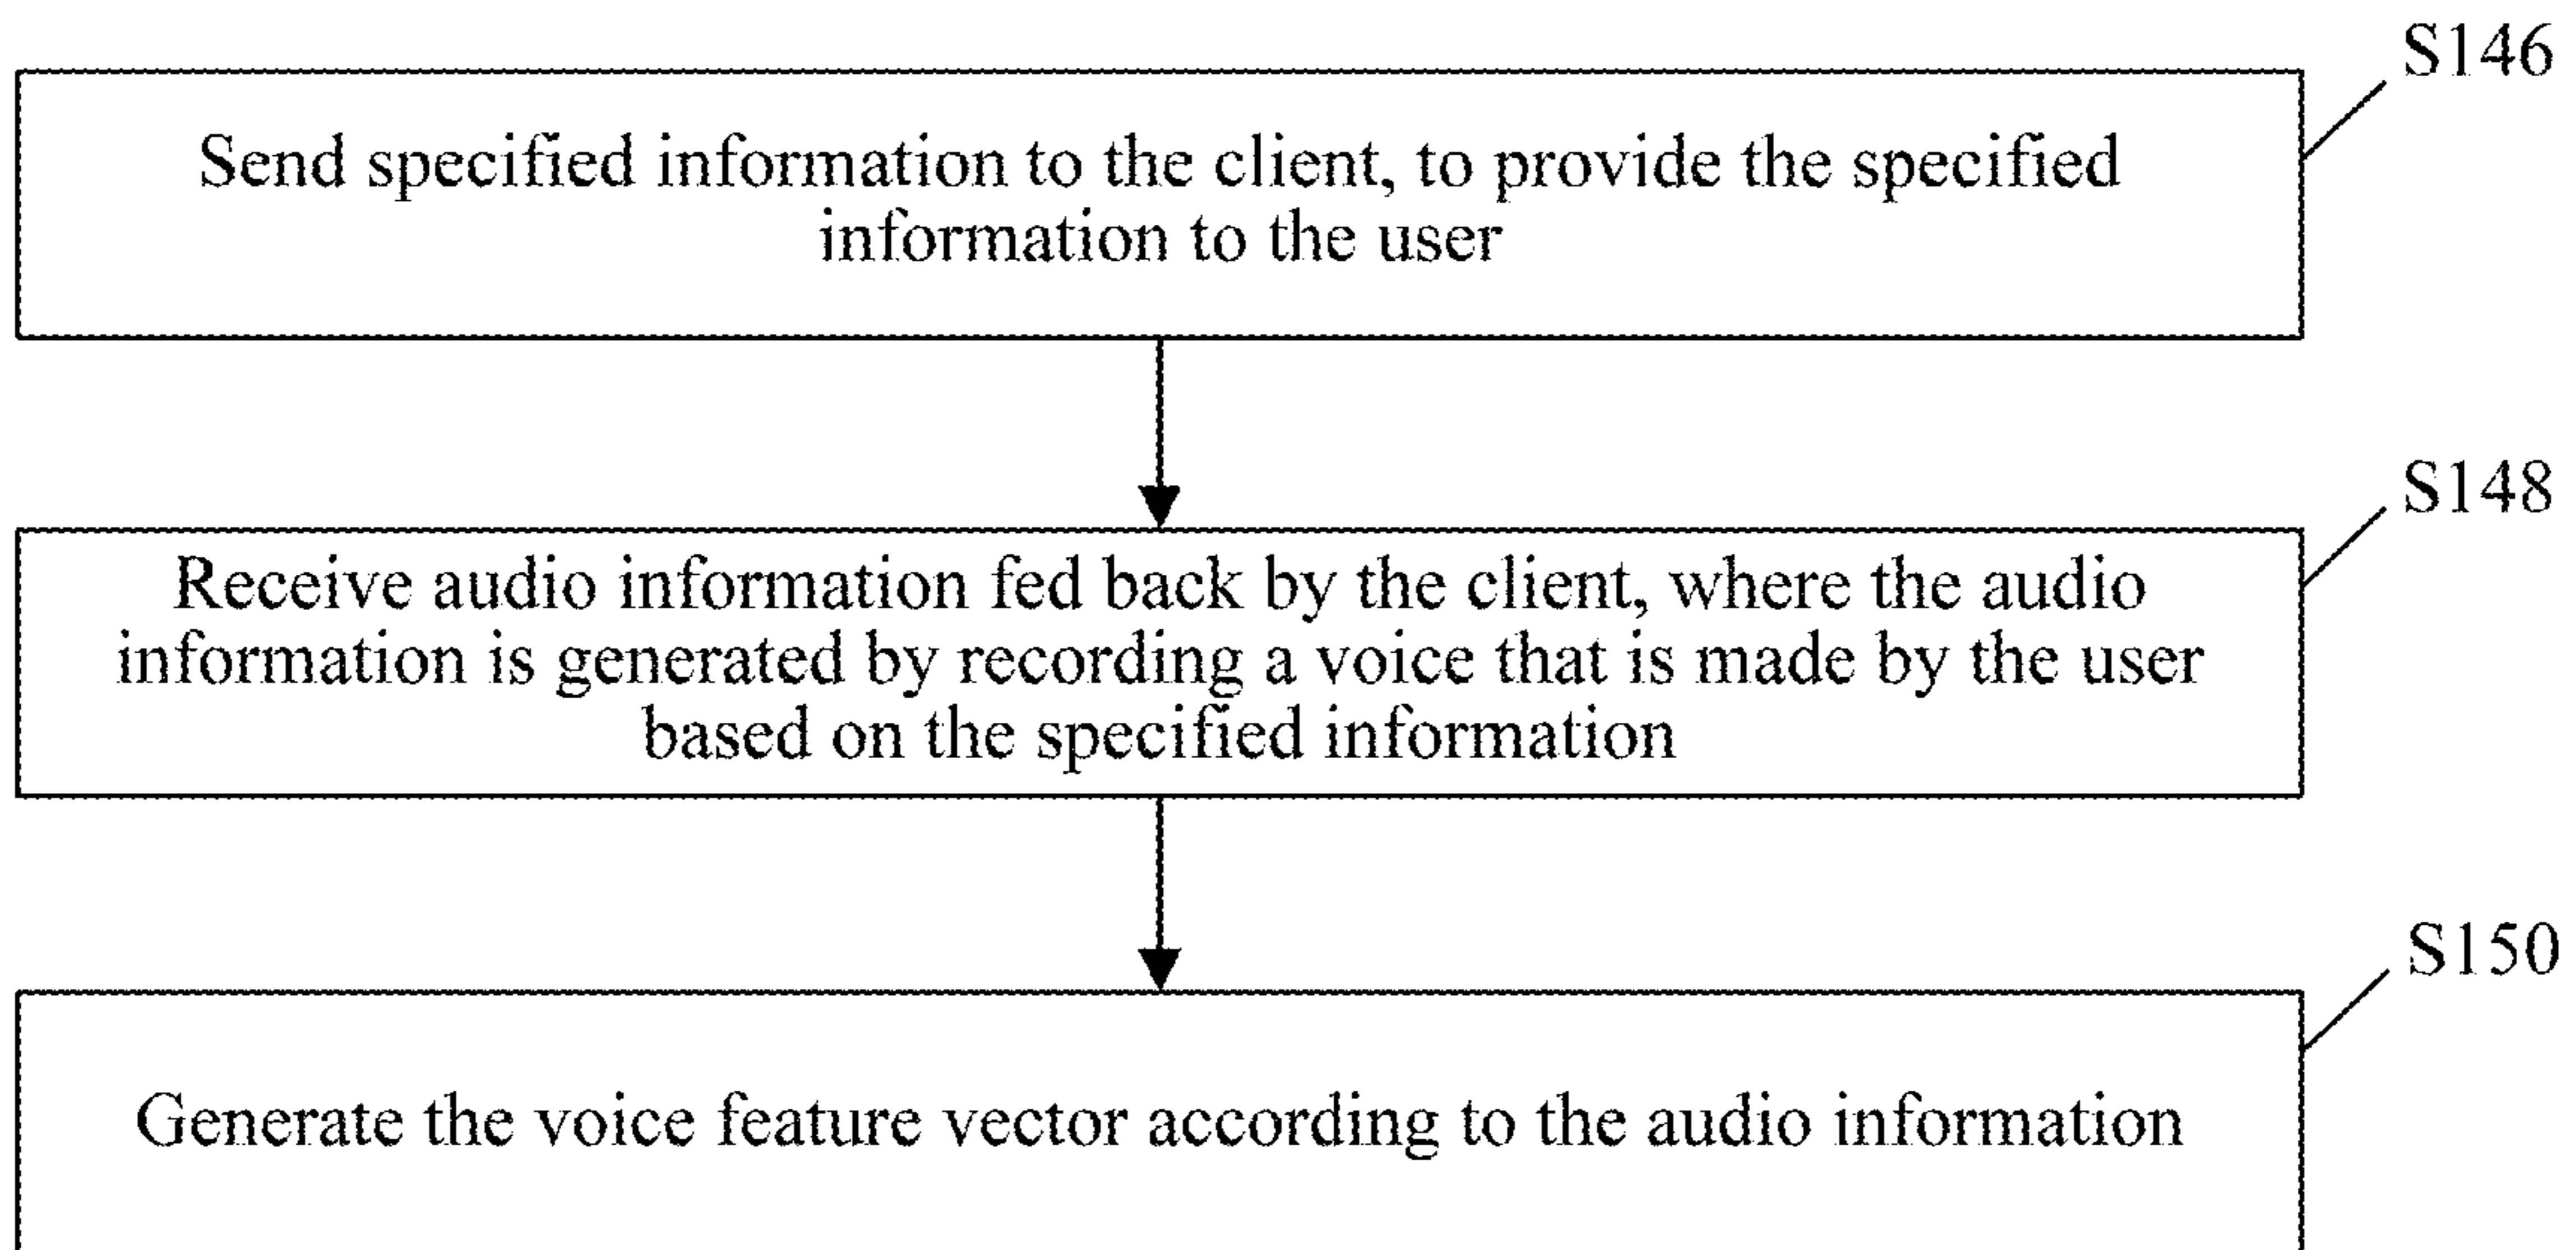 S146
Send specified information to the client, to provide the specified
information to the user
S148
Receive audio information fed back by the client, where the audio
information is generated by recording a voice that is made by the user
based on the specified information
S150
Generate the voice feature vector according to the audio information